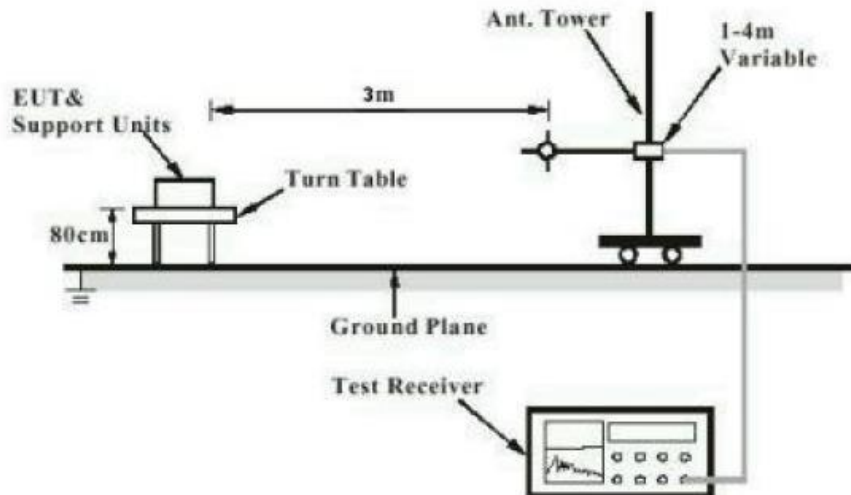 Ant. Tower
1-4m
Variable
EUT&
Support Units
3m
Turn Table
80cm
Ground Plane
Test Receiver